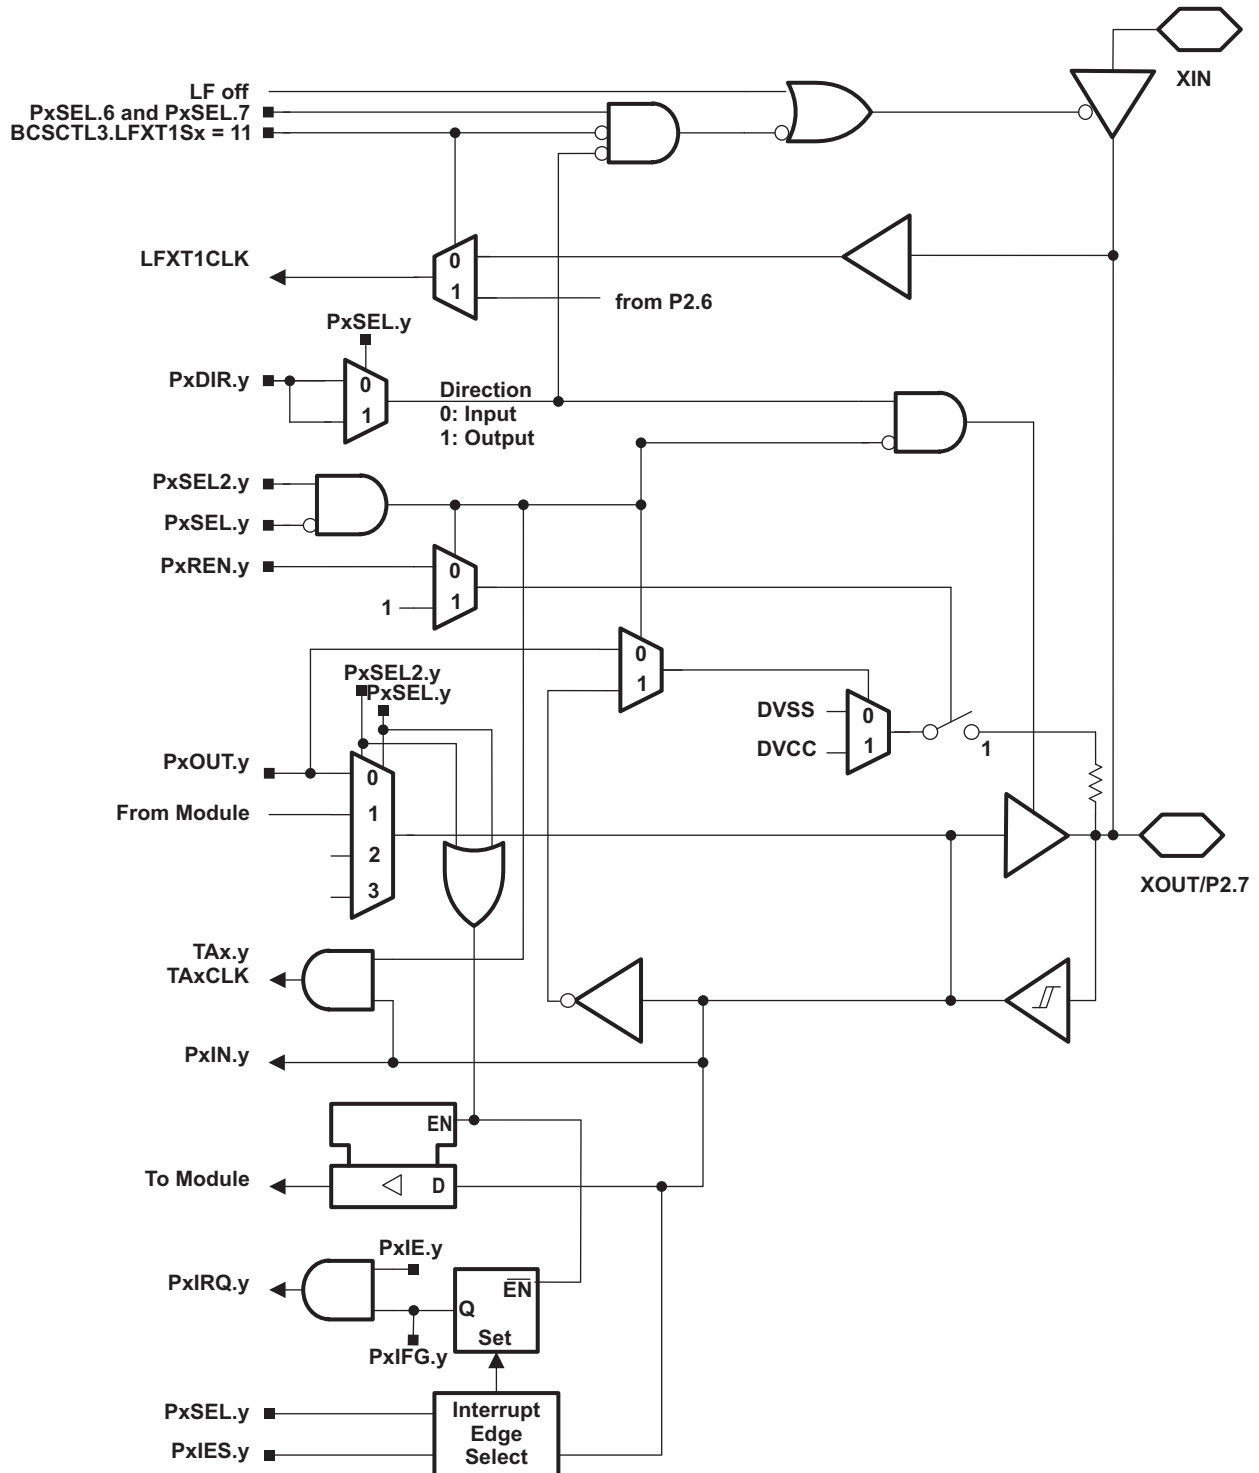 XIN
LF off
PxSEL.6 and PxSEL.7
BCSCTL3.LFXT1Sx = 11
LFXT1CLK
0
1
from P2.6
PxSEL.y
PxDIR.y
0
1
Direction
0: Input
1: Output
PxSEL2.y
PxSEL.y
PxREN.y
0
1
1
0
1
PxSEL2.y
PxSEL.y
DVSS
DVCC
0
1
1
PxOUT.y
From Module
0
1
2
3
XOUT/P2.7
TAx.y
TAxCLK
PxIN.y
EN
To Module
D
PxIE.y
PxIRQ.y
EN
Q
Set
PxIFG.y
PxSEL.y
PxIES.y
Interrupt
Edge
Select